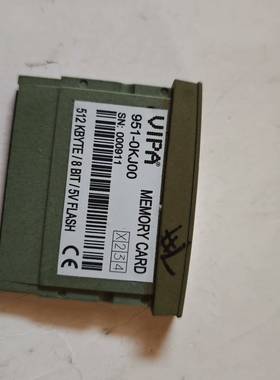 VIPA®
951-0KJ00 MEMORY CARD
SN: 000911 X 2 3 4
512 KBYTE / 8 BIT / 5V FLASH CE